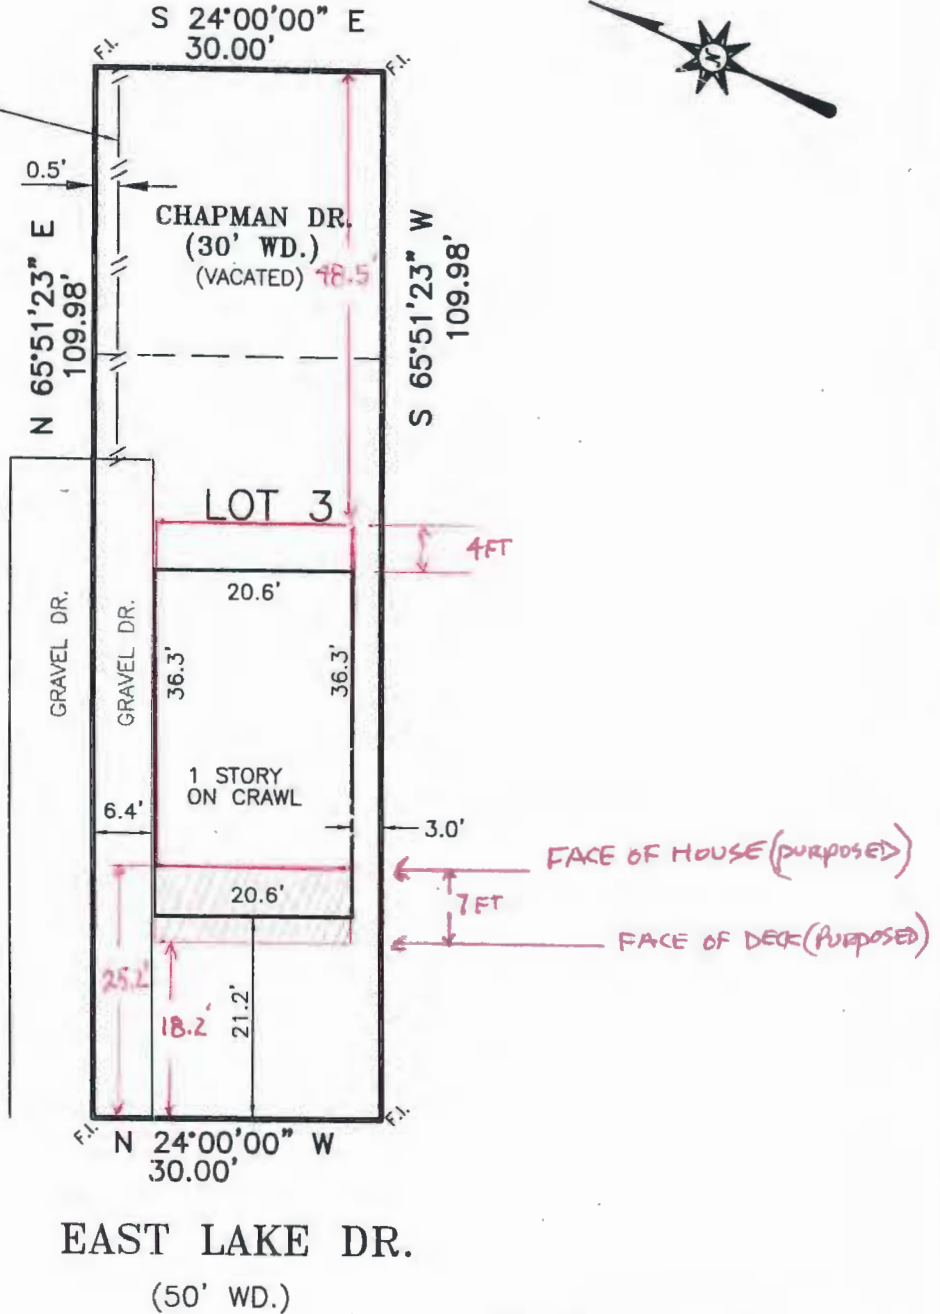 S 24°00'00" E
30.00'
F.I.
F.I.
N
0.5'
CHAPMAN DR.
(30' WD.)
(VACATED)
48.5'
N 65°51'23" E
109.98'
S 65°51'23" W
109.98'
LOT 3
4FT
20.6'
GRAVEL DR.
GRAVEL DR.
36.3'
36.3'
1 STORY
ON CRAWL
6.4'
3.0'
FACE OF HOUSE (PURPOSED)
20.6'
7FT
FACE OF DECK (PURPOSED)
25.2'
18.2'
21.2'
F.I.
F.I.
N 24°00'00" W
30.00'
EAST LAKE DR.
(50' WD.)